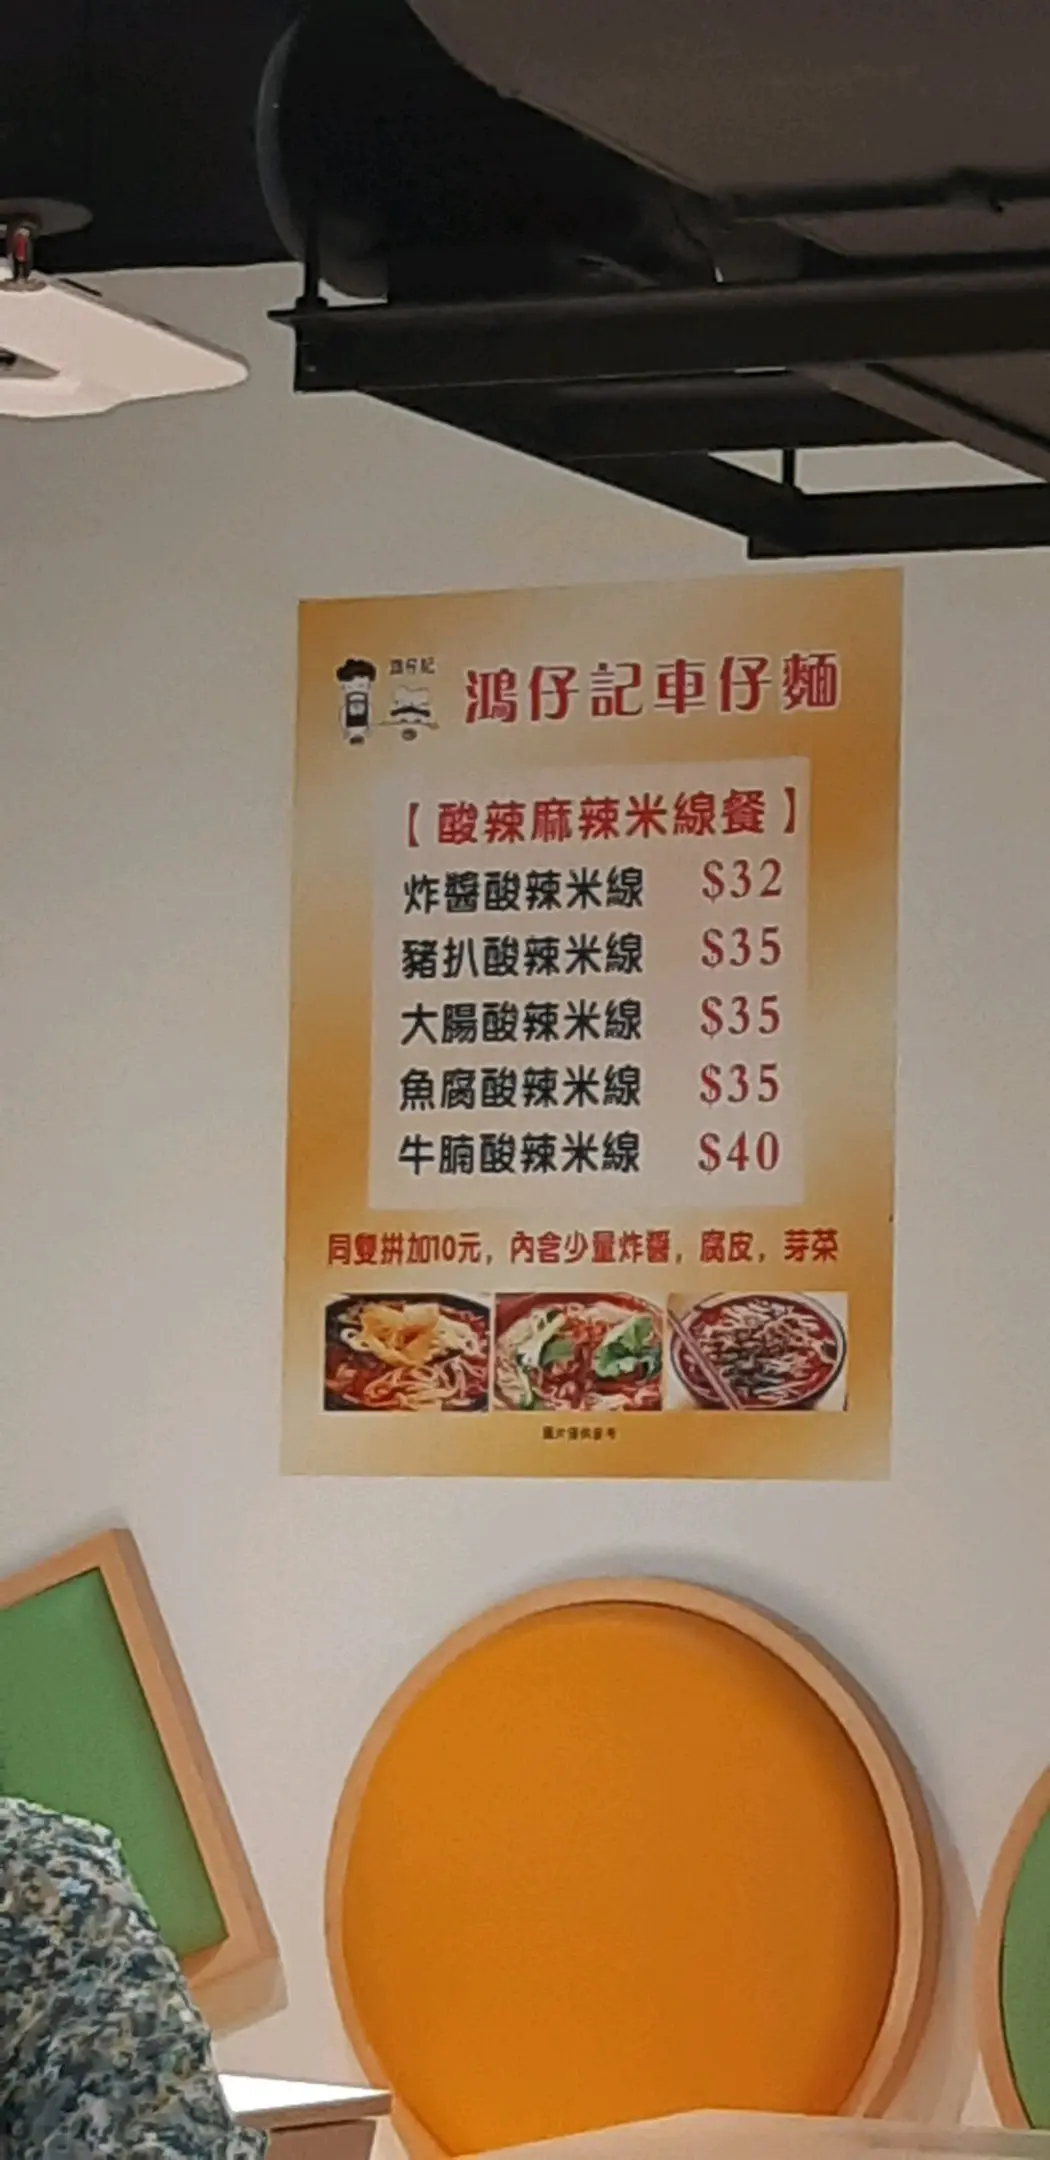 鴻仔記
鴻仔記車仔麵
【酸辣麻辣米線餐】
炸醬酸辣米線 $32
豬扒酸辣米線 $35
大腸酸辣米線 $35
魚腐酸辣米線 $35
牛腩酸辣米線 $40
同雙拼加10元，內含少量炸醬，腐皮，芽菜
圖片僅供參考